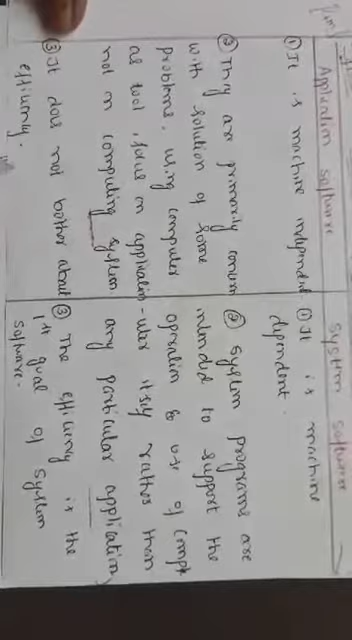 Application Software
① It is machine independent.
② They are primarily concern
with solution of some
problems, using computer
as tool, focus on application
not on computing system.
③ It does not bother about
efficiency.
System Software
① It is machine
dependent.
② System programs are
intended to support the
operation & use of
itself rather than
any particular application
③ The efficiency is the
1st goal of System
Software.